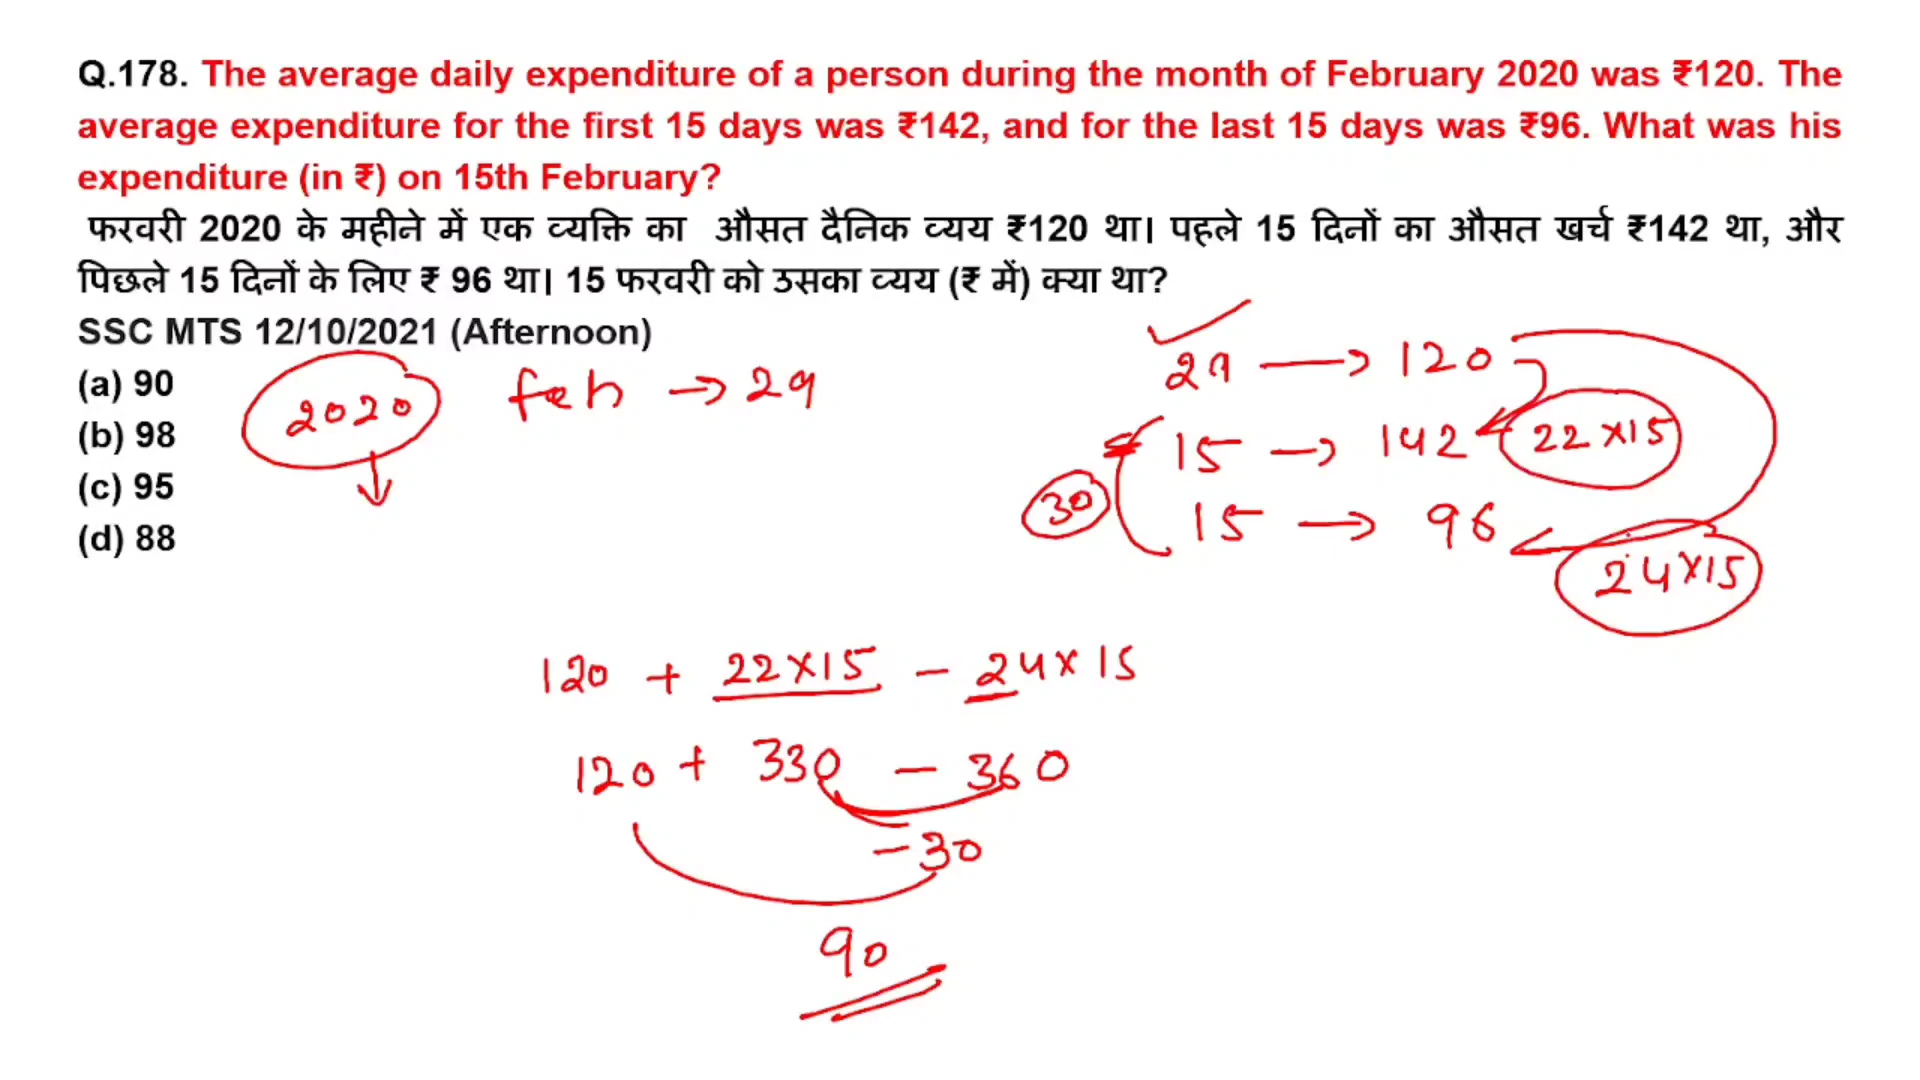 Q.178. The average daily expenditure of a person during the month of February 2020 was ₹120. The
average expenditure for the first 15 days was ₹142, and for the last 15 days was ₹96. What was his
expenditure (in ₹) on 15th February?
फरवरी 2020 के महीने में एक व्यक्ति का औसत दैनिक व्यय ₹120 था। पहले 15 दिनों का औसत खर्च ₹142 था, और
पिछले 15 दिनों के लिए ₹ 96 था। 15 फरवरी को उसका व्यय (₹ में) क्या था?
SSC MTS 12/10/2021 (Afternoon)
(a) 90
(b) 98
(c) 95
(d) 88
2020 feb → 29
29 → 120
15 → 142 22×15
30
15 → 96
24×15
120 + 22×15 - 24×15
120 + 330 - 360
-30
90